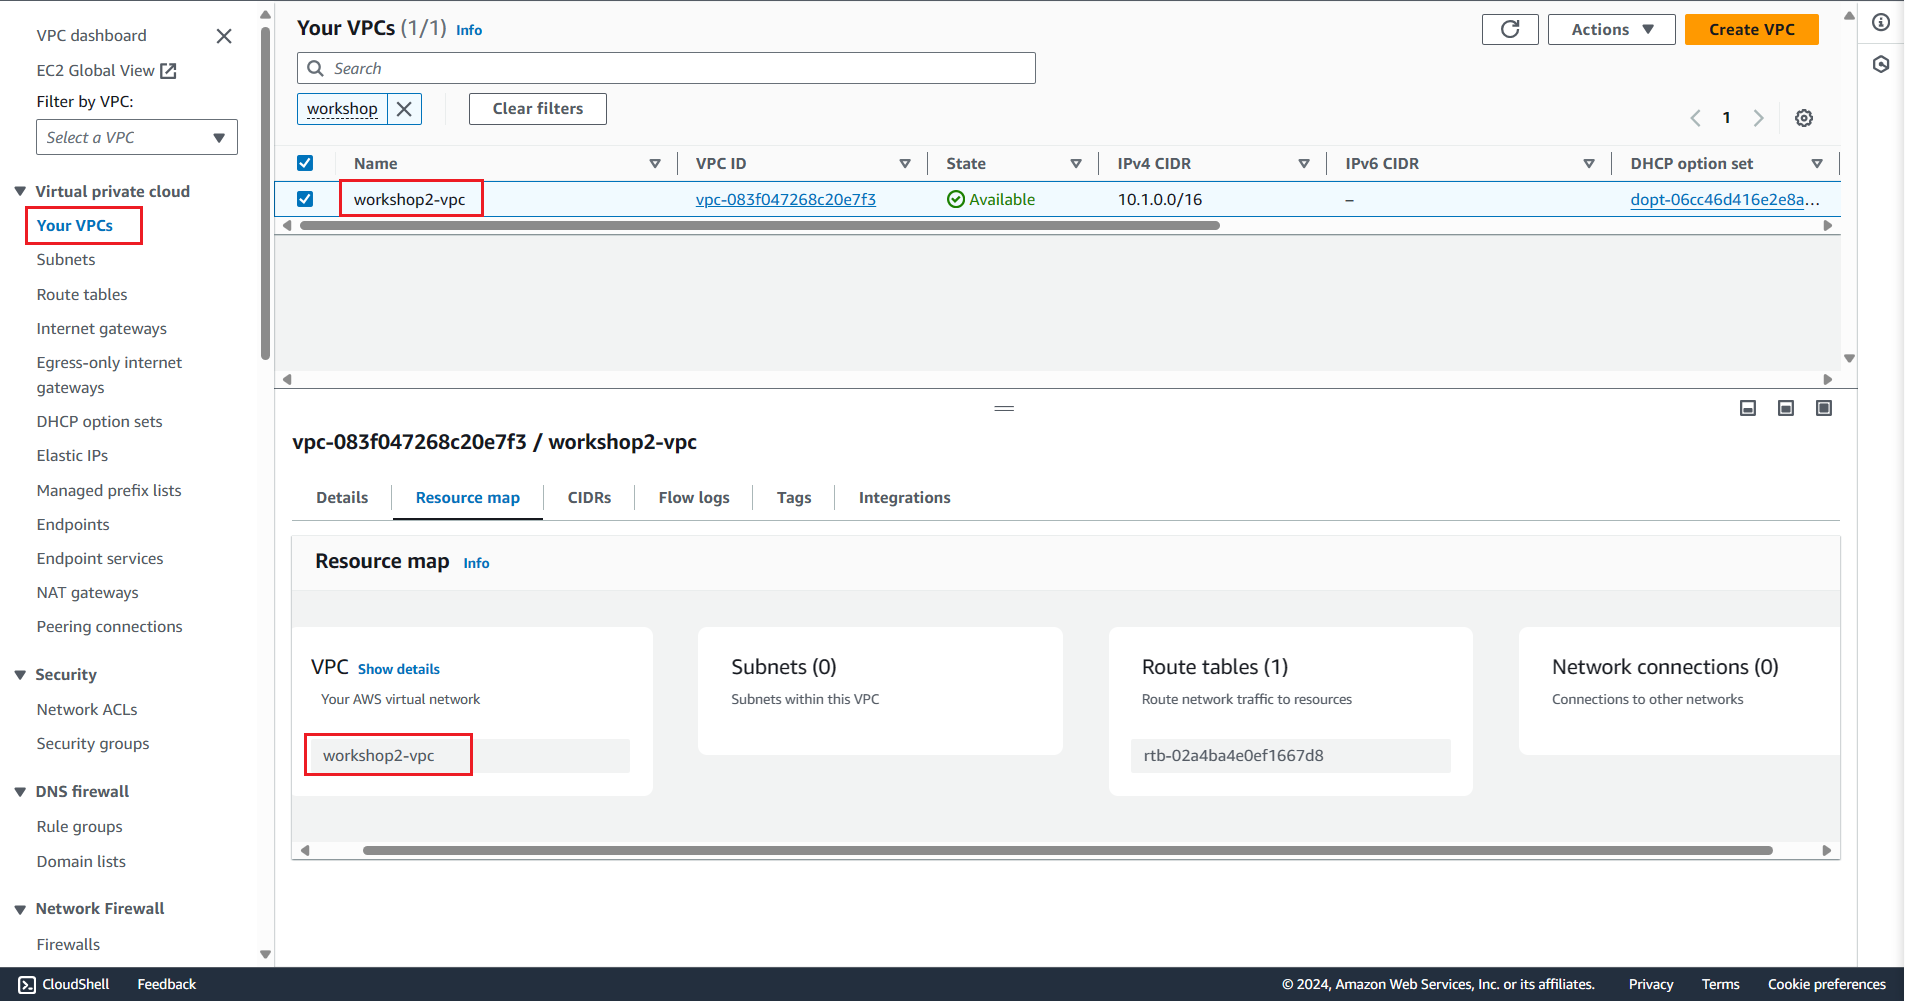 VPC dashboard
EC2 Global View
Filter by VPC:
Select a VPC
Virtual private cloud
Your VPCs
Subnets
Route tables
Internet gateways
Egress-only internet
gateways
DHCP option sets
Elastic IPs
Managed prefix lists
Endpoints
Endpoint services
NAT gateways
Peering connections
Security
Network ACLs
Security groups
DNS firewall
Rule groups
Domain lists
Network Firewall
Firewalls
Your VPCs (1/1) Info
Actions
Create VPC
Search
workshop
Clear filters
1
Name VPC ID State IPv4 CIDR IPv6 CIDR DHCP option set
workshop2-vpc vpc-083f047268c20e7f3 Available 10.1.0.0/16 – dopt-06cc46d416e2e8a...
vpc-083f047268c20e7f3 / workshop2-vpc
Details Resource map CIDRs Flow logs Tags Integrations
Resource map Info
VPC Show details
Your AWS virtual network
workshop2-vpc
Subnets (0)
Subnets within this VPC
Route tables (1)
Route network traffic to resources
rtb-02a4ba4e0ef1667d8
Network connections (0)
Connections to other networks
CloudShell Feedback © 2024, Amazon Web Services, Inc. or its affiliates. Privacy Terms Cookie preferences